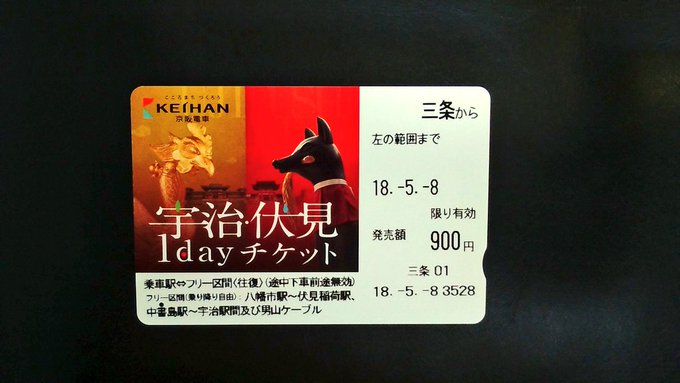 こころまち つくろう
KEIHAN
京阪電車
宇治・伏見
1dayチケット
乗車駅⇔フリー区間〈往復〉(途中下車前途無効)
フリー区間(乗り降り自由):八幡市駅~伏見稲荷駅、
中書島駅~宇治駅間及び男山ケーブル
三条から
左の範囲まで
18.-5.-8
限り有効
発売額 900円
三条 01
18.-5.-8 3528